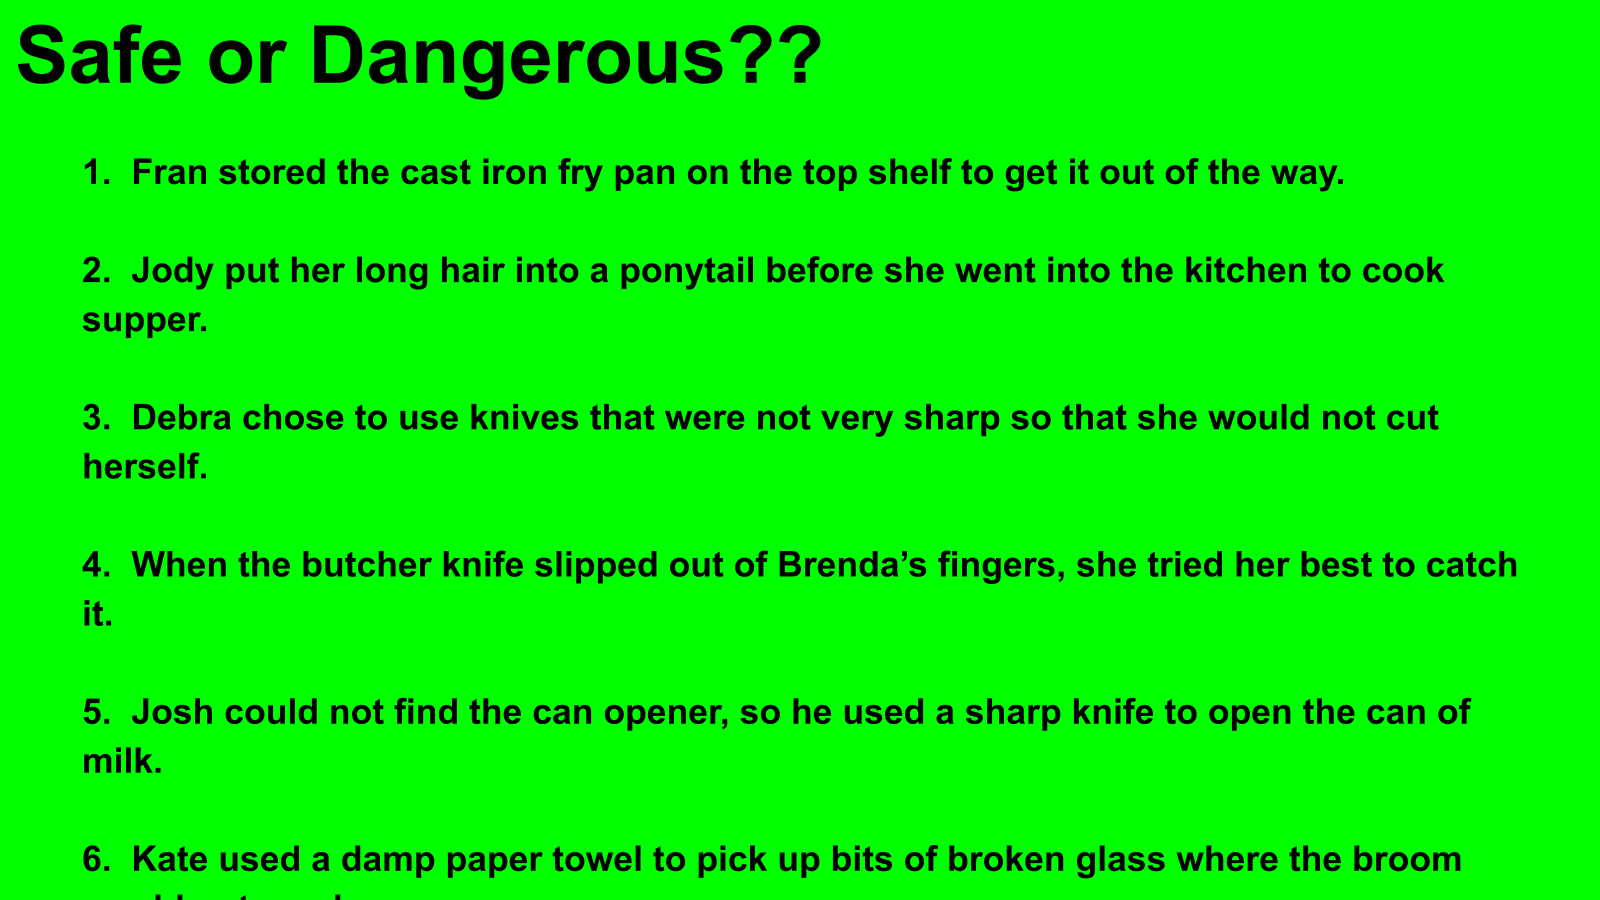 Safe or Dangerous??
1. Fran stored the cast iron fry pan on the top shelf to get it out of the way.
2. Jody put her long hair into a ponytail before she went into the kitchen to cook
supper.
3. Debra chose to use knives that were not very sharp so that she would not cut
herself.
4. When the butcher knife slipped out of Brenda’s fingers, she tried her best to catch
it.
5. Josh could not find the can opener, so he used a sharp knife to open the can of
milk.
6. Kate used a damp paper towel to pick up bits of broken glass where the broom